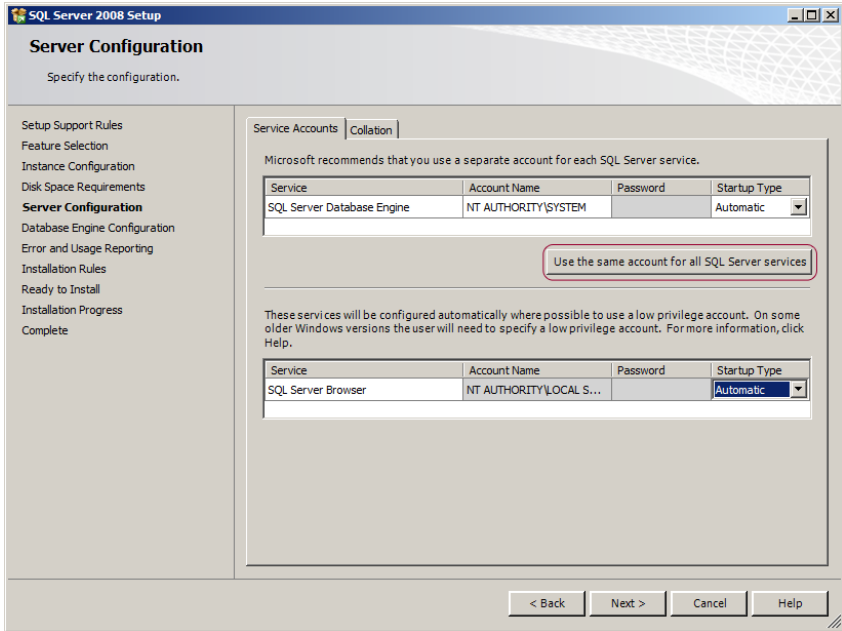 SQL Server 2008 Setup
Server Configuration
Specify the configuration.
Setup Support Rules
Feature Selection
Instance Configuration
Disk Space Requirements
Server Configuration
Database Engine Configuration
Error and Usage Reporting
Installation Rules
Ready to Install
Installation Progress
Complete
Service Accounts Collation
Microsoft recommends that you use a separate account for each SQL Server service.
Service Account Name Password Startup Type
SQL Server Database Engine NT AUTHORITY\SYSTEM Automatic
Use the same account for all SQL Server services
These services will be configured automatically where possible to use a low privilege account. On some
older Windows versions the user will need to specify a low privilege account. For more information, click
Help.
Service Account Name Password Startup Type
SQL Server Browser NT AUTHORITY\LOCAL S... Automatic
< Back Next > Cancel Help